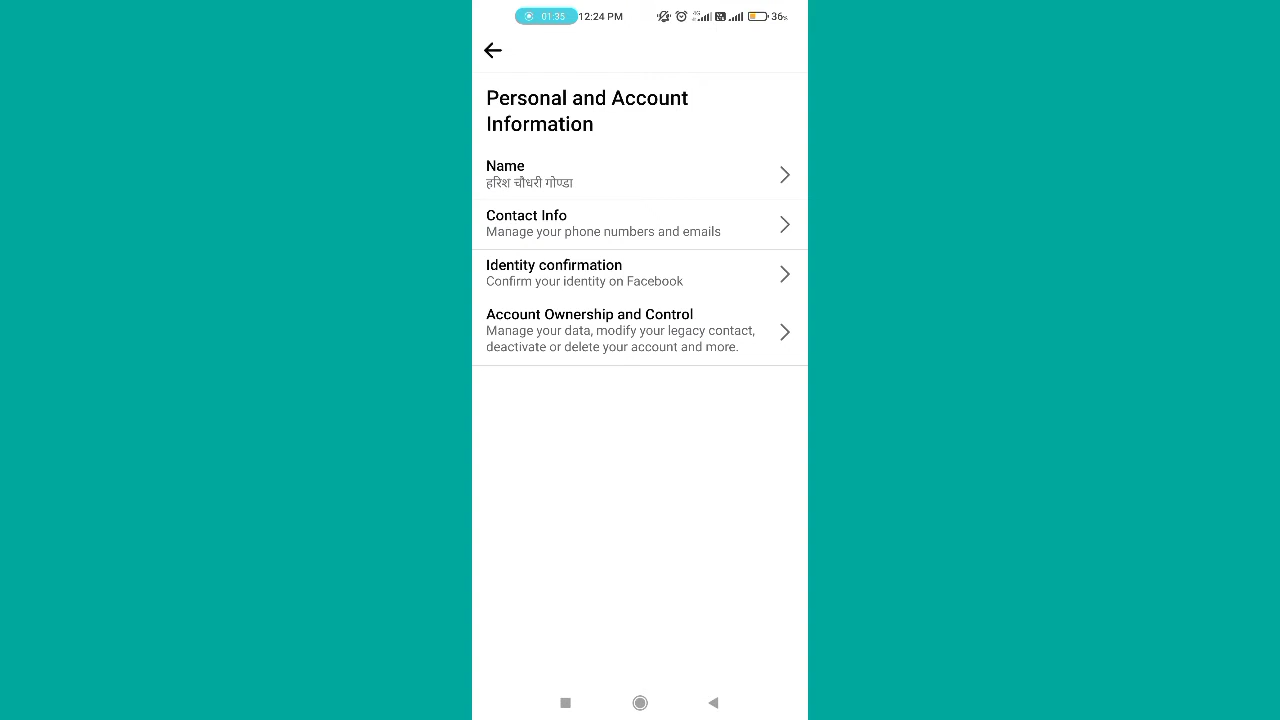 01:35 12:24 PM 4G 36%
Personal and Account
Information
Name
हरिश चौधरी गोण्डा
Contact Info
Manage your phone numbers and emails
Identity confirmation
Confirm your identity on Facebook
Account Ownership and Control
Manage your data, modify your legacy contact,
deactivate or delete your account and more.